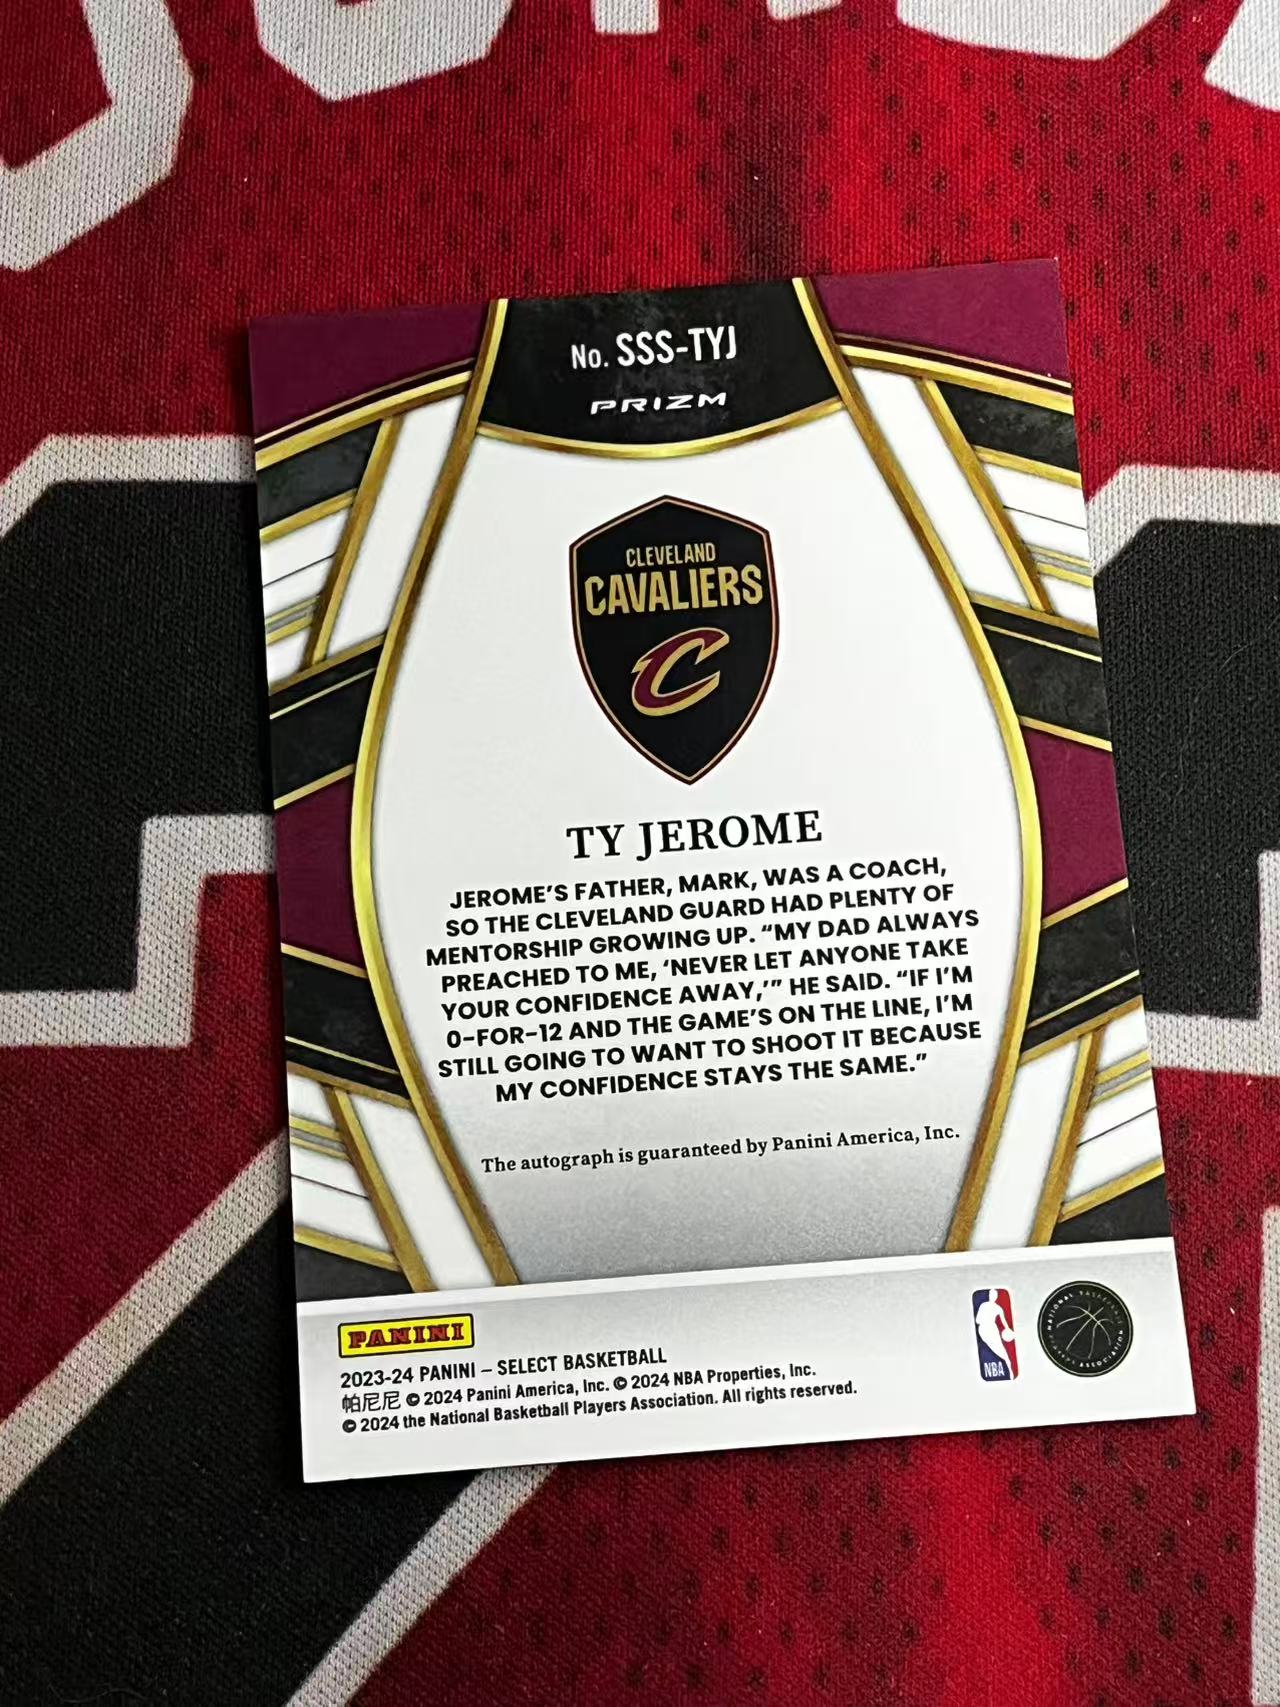 No. SSS-TYJ
PRIZM
CLEVELAND
CAVALIERS
C
TY JEROME
JEROME'S FATHER, MARK, WAS A COACH,
SO THE CLEVELAND GUARD HAD PLENTY OF
MENTORSHIP GROWING UP. “MY DAD ALWAYS
PREACHED TO ME, ‘NEVER LET ANYONE TAKE
YOUR CONFIDENCE AWAY,’” HE SAID. “IF I’M
0-FOR-12 AND THE GAME’S ON THE LINE, I’M
STILL GOING TO WANT TO SHOOT IT BECAUSE
MY CONFIDENCE STAYS THE SAME.”
The autograph is guaranteed by Panini America, Inc.
PANINI
2023-24 PANINI – SELECT BASKETBALL
帕尼尼 © 2024 Panini America, Inc. © 2024 NBA Properties, Inc.
© 2024 the National Basketball Players Association. All rights reserved.
NBA
NATIONAL BASKETBALL
PLAYERS ASSOCIATION